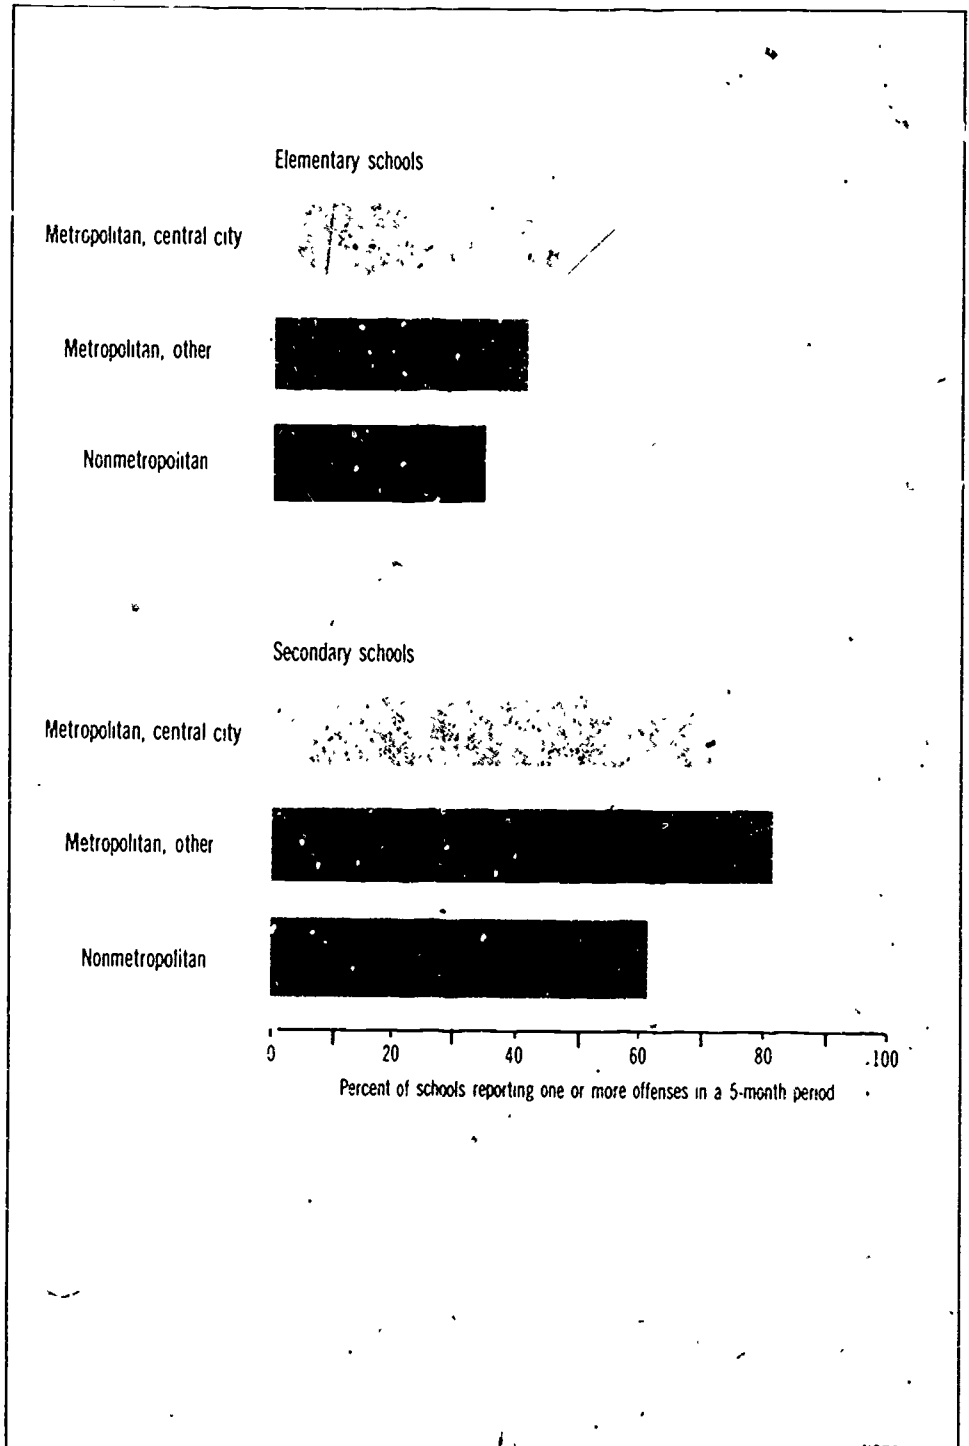 Elementary schools
Metropolitan, central city
Metropolitan, other
Nonmetropolitan
Secondary schools
Metropolitan, central city
Metropolitan, other
Nonmetropolitan
0 20 40 60 80 100
Percent of schools reporting one or more offenses in a 5-month period